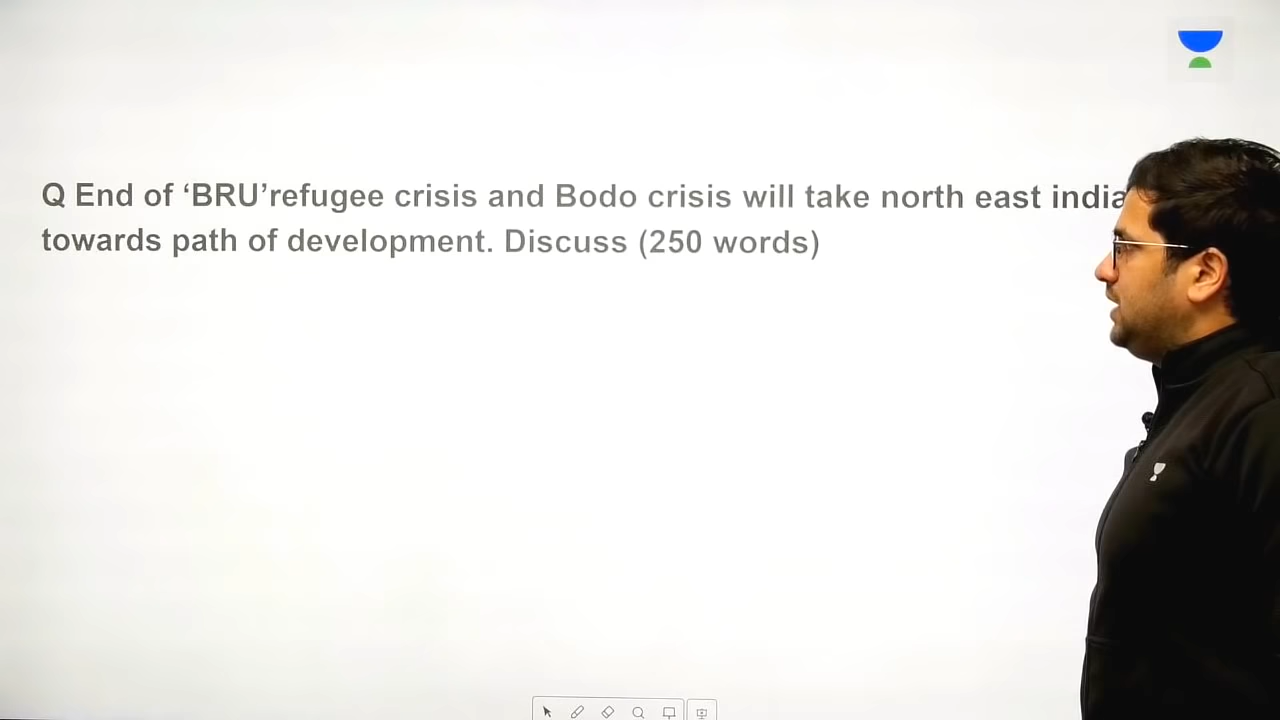 Q End of ‘BRU’refugee crisis and Bodo crisis will take north east india
towards path of development. Discuss (250 words)